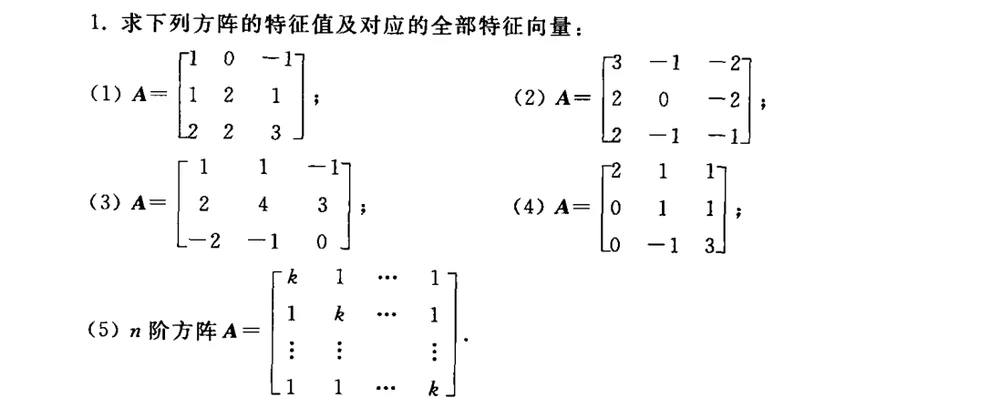 1. 求下列方阵的特征值及对应的全部特征向量：
(1) A=[1 0 −1
1 2 1
2 2 3]；
(2) A=[3 −1 −2
2 0 −2
2 −1 −1]；
(3) A=[1 1 −1
2 4 3
−2 −1 0]；
(4) A=[2 1 1
0 1 1
0 −1 3]；
(5) n 阶方阵 A=[k 1 ⋯ 1
1 k ⋯ 1
⋮ ⋮ ⋮
1 1 ⋯ k].